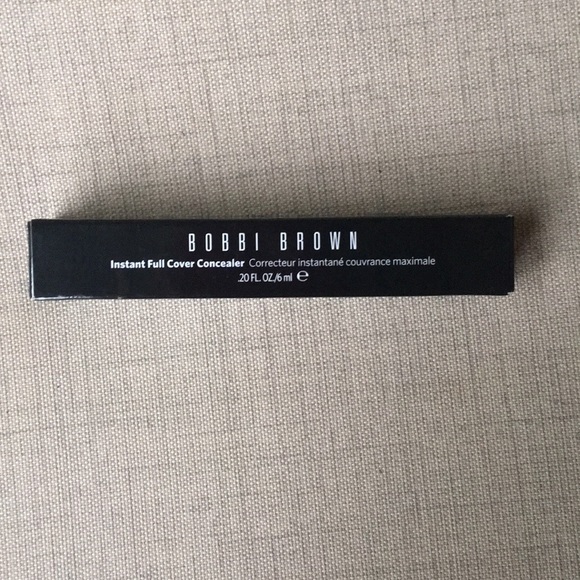 BOBBI BROWN
Instant Full Cover Concealer Correcteur instantané couvrance maximale
.20 FL. OZ./6 ml ℮